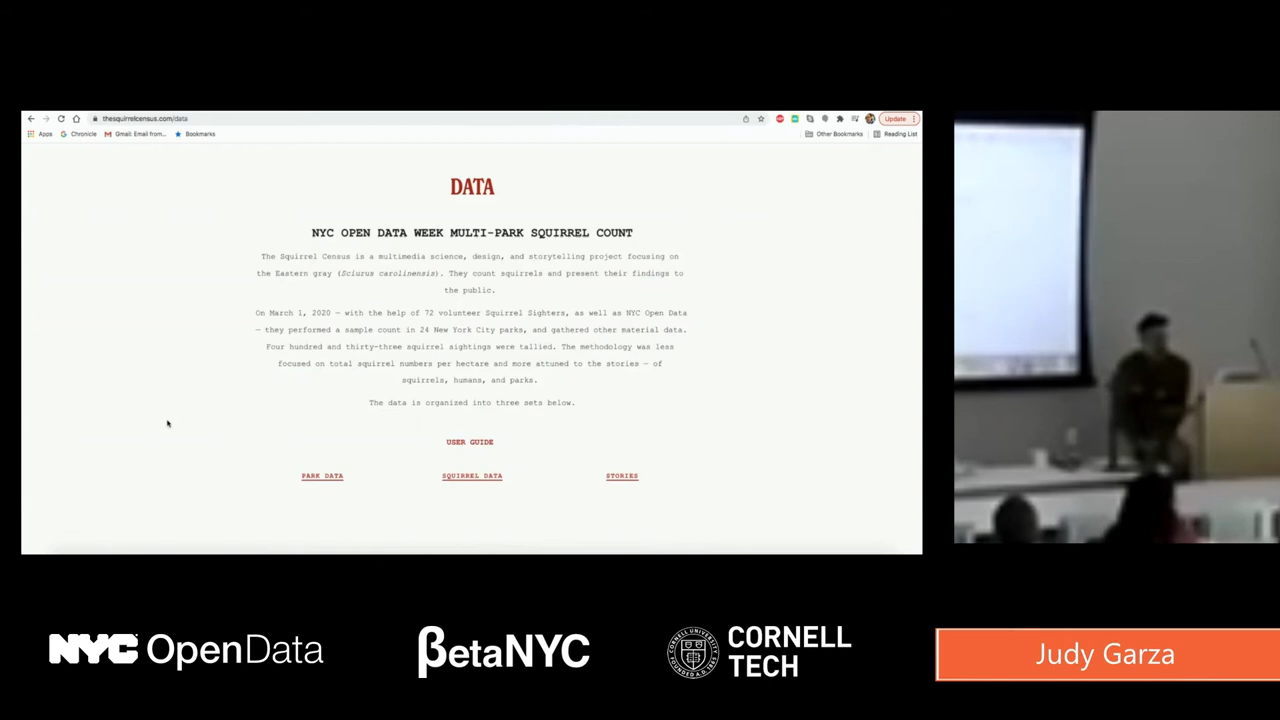 thesquirrelcensus.com/data
Update
Apps Chronicle Gmail: Email from... Bookmarks
Other Bookmarks Reading List
DATA
NYC OPEN DATA WEEK MULTI-PARK SQUIRREL COUNT
The Squirrel Census is a multimedia science, design, and storytelling project focusing on
the Eastern gray (Sciurus carolinensis). They count squirrels and present their findings to
the public.
On March 1, 2020 — with the help of 72 volunteer Squirrel Sighters, as well as NYC Open Data
— they performed a sample count in 24 New York City parks, and gathered other material data.
Four hundred and thirty-three squirrel sightings were tallied. The methodology was less
focused on total squirrel numbers per hectare and more attuned to the stories — of
squirrels, humans, and parks.
The data is organized into three sets below.
USER GUIDE
PARK DATA SQUIRREL DATA STORIES
NYC OpenData
βetaNYC
CORNELL
TECH
Judy Garza